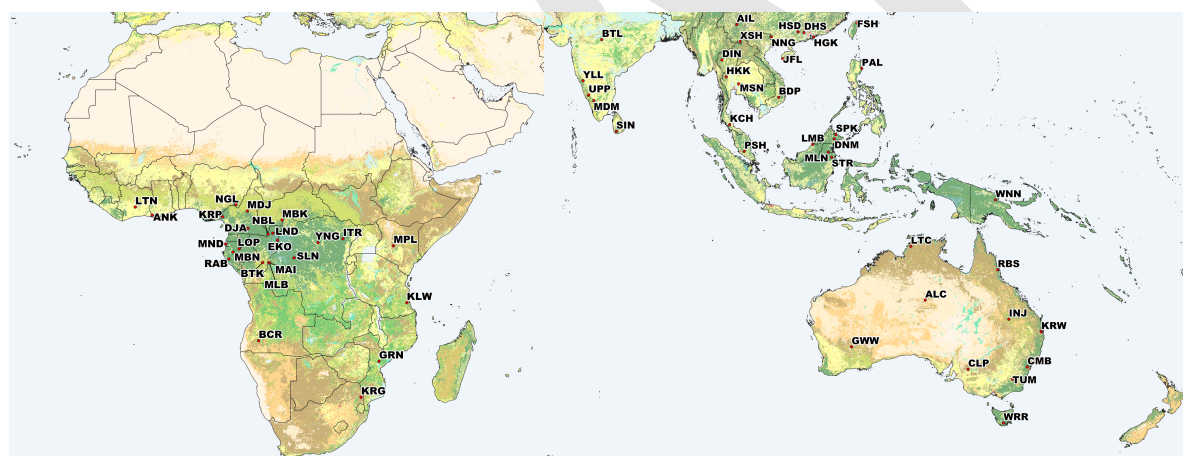 AIL
HSD
DHS
FSH
BTL
XSH
NNG
HGK
DIN
JFL
PAL
YLL
HKK
UPP
MSN
BDP
MDM
SIN
KCH
SPK
LMB
DNM
PSH
MLN
STR
LTN
NGL
MDJ
WNN
ANK
KRP
NBL
MBK
DJA
LND
YNG
ITR
MND
LOP
EKO
MPL
LTC
RAB
MBN
SLN
BTK
MAI
RBS
MLB
KLW
ALC
INJ
KRW
BCR
GWW
GRN
CLP
CMB
KRG
TUM
WRR